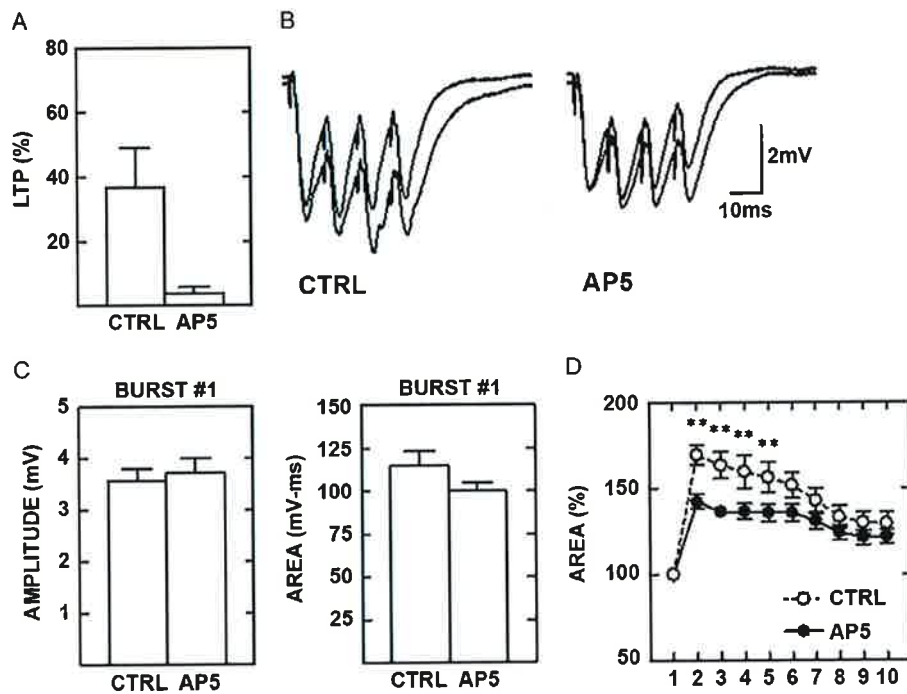 A
80
60
40
20
LTP (%)
CTRL AP5
B
CTRL
AP5
2mV
10ms
C
BURST #1
5
4
3
2
1
AMPLITUDE (mV)
CTRL AP5
BURST #1
150
125
100
75
50
25
AREA (mV-ms)
CTRL AP5
D
200
150
100
50
AREA (%)
** ** ** **
CTRL
AP5
1 2 3 4 5 6 7 8 9 10